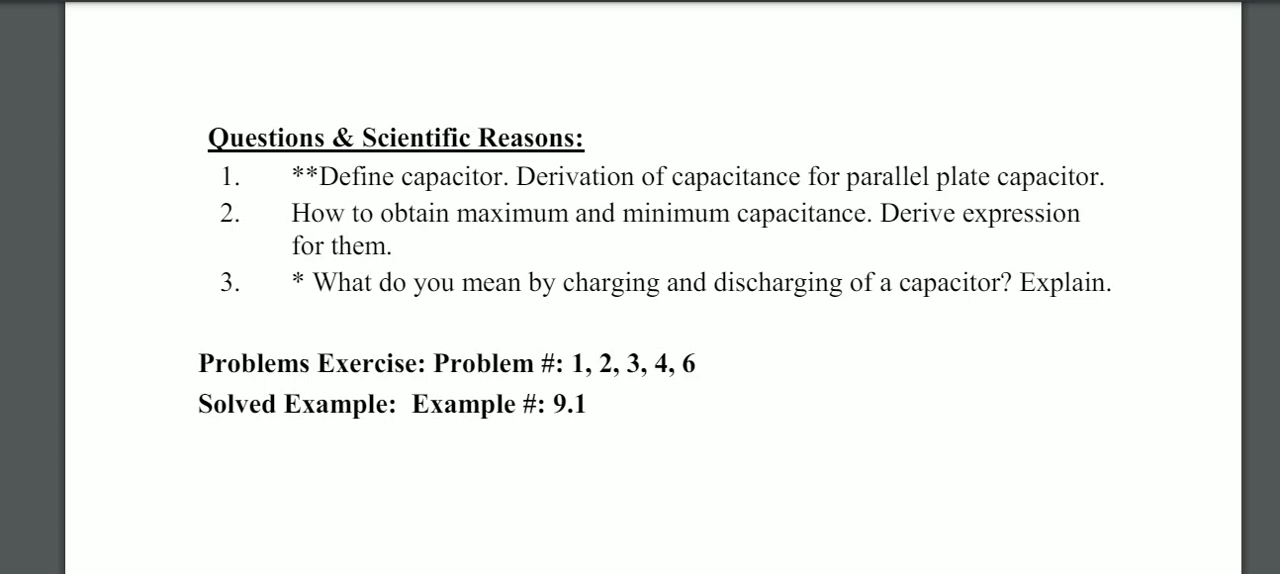 Questions & Scientific Reasons:
1. **Define capacitor. Derivation of capacitance for parallel plate capacitor.
2. How to obtain maximum and minimum capacitance. Derive expression
for them.
3. * What do you mean by charging and discharging of a capacitor? Explain.
Problems Exercise: Problem #: 1, 2, 3, 4, 6
Solved Example: Example #: 9.1